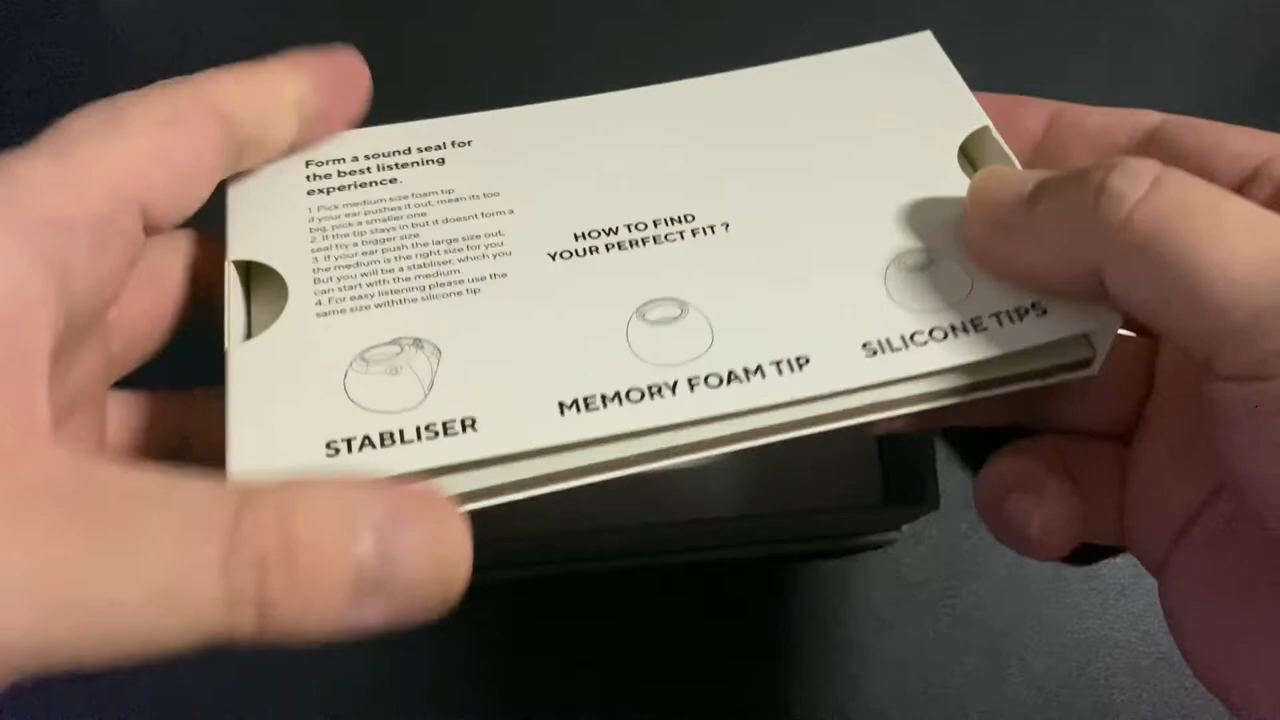 Form a sound seal for
the best listening
experience.
1. Pick medium size foam tip
if your ear pushes it out, mean its too
big, pick a smaller one
2. If the tip stays in but it doesnt form a
seal try a bigger size
3. If your ear push the large size out,
the medium is the right size for you
But you will be a stabliser, which you
can start with the medium.
4. For easy listening please use the
same size withthe silicone tip
HOW TO FIND
YOUR PERFECT FIT ?
STABLISER
MEMORY FOAM TIP
SILICONE TIPS